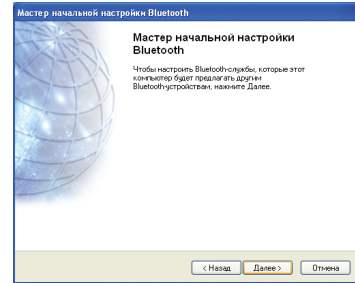 Мастер начальной настройки Bluetooth
Мастер начальной настройки
Bluetooth
Чтобы настроить Bluetooth-службы, которые этот
компьютер будет предлагать другим
Bluetooth-устройствам, нажмите Далее.
< Назад
Далее >
Отмена